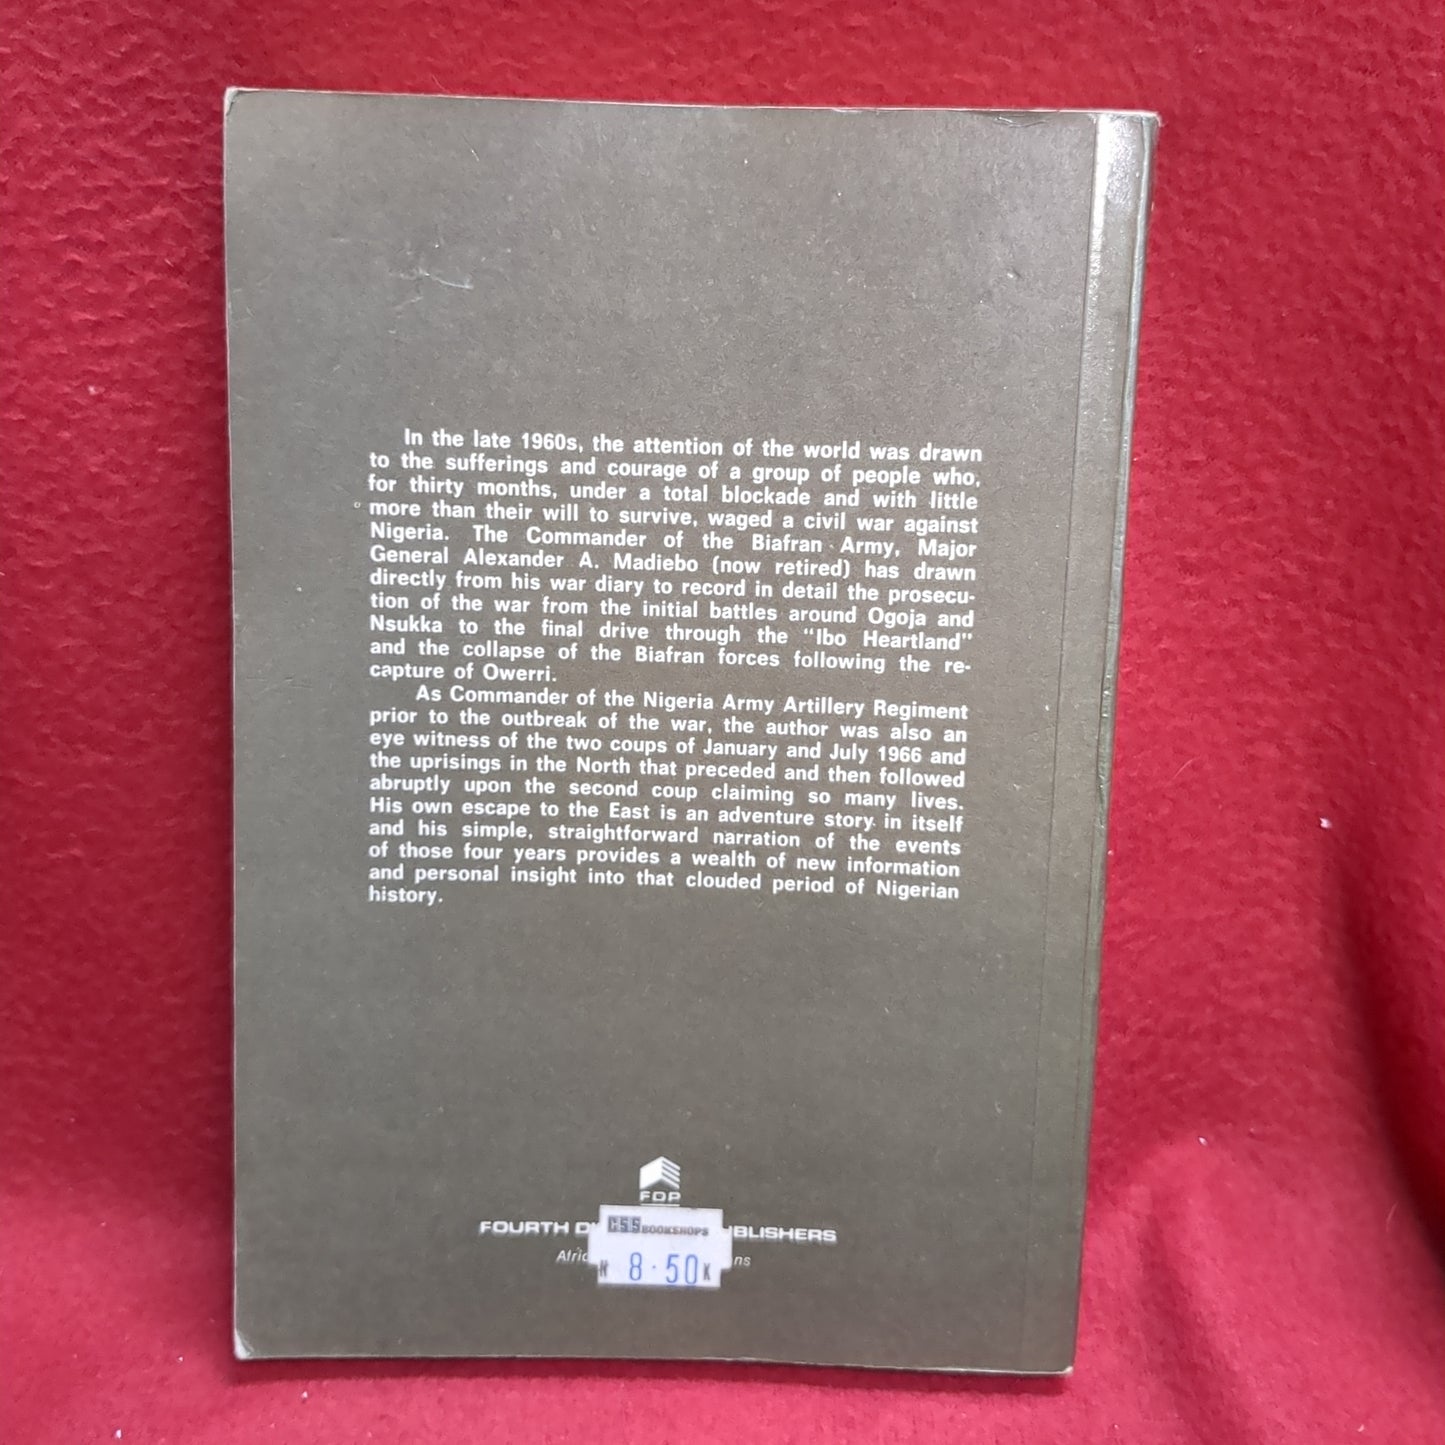 In the late 1960s, the attention of the world was drawn
to the sufferings and courage of a group of people who,
for thirty months, under a total blockade and with little
more than their will to survive, waged a civil war against
Nigeria. The Commander of the Biafran Army, Major
General Alexander A. Madiebo (now retired) has drawn
directly from his war diary to record in detail the prosecu-
tion of the war from the initial battles around Ogoja and
Nsukka to the final drive through the "Ibo Heartland"
and the collapse of the Biafran forces following the re-
capture of Owerri.
As Commander of the Nigeria Army Artillery Regiment
prior to the outbreak of the war, the author was also an
eye witness of the two coups of January and July 1966 and
the uprisings in the North that preceded and then followed
abruptly upon the second coup claiming so many lives.
His own escape to the East is an adventure story in itself
and his simple, straightforward narration of the events
of those four years provides a wealth of new information
and personal insight into that clouded period of Nigerian
history.
FDP
FOURTH
CSS BOOKSHOPS
₦ 8.50K